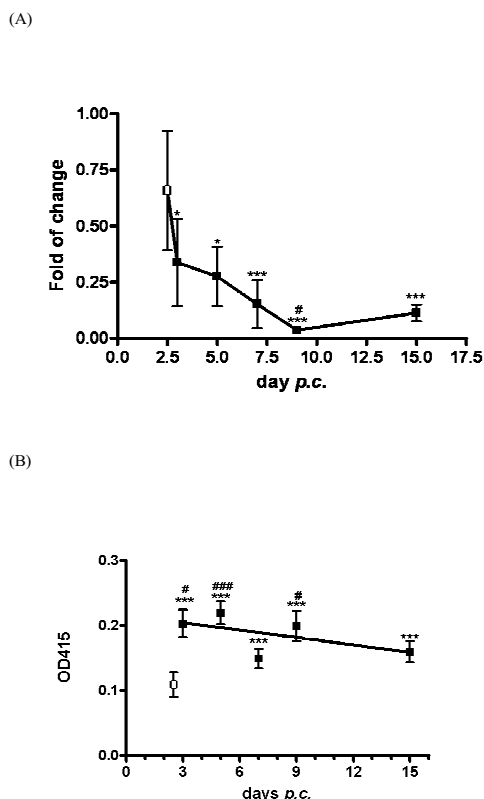 (A)
1.00
0.75
0.50
0.25
0.00
Fold of change
*
*
***
#
***
***
0.0 2.5 5.0 7.5 10.0 12.5 15.0 17.5
day p.c.
(B)
0.3
0.2
0.1
0.0
OD415
#
***
###
***
***
#
***
***
0 3 6 9 12 15
days p.c.